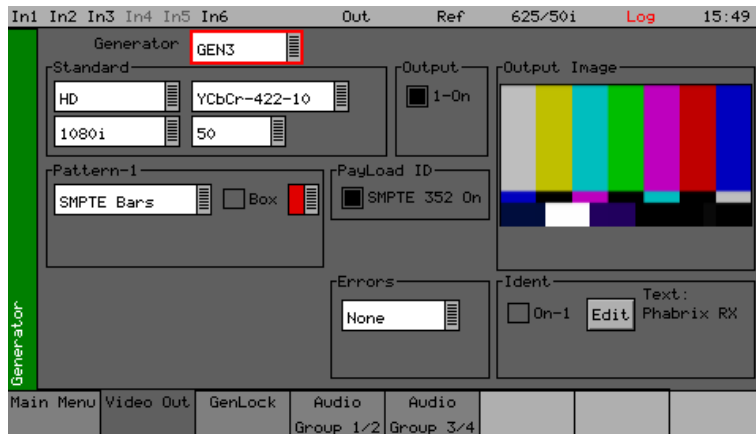 In1 In2 In3 In4 In5 In6 Out Ref 625/50i Log 15:49
Generator GEN3
Standard
Output
Output Image
HD YCbCr-422-10
1-On
1080i 50
Pattern-1
PayLoad ID
SMPTE Bars Box
SMPTE 352 On
Errors
Ident
None
On-1 Edit Text:
Phabrix RX
Generator
Main Menu Video Out GenLock Audio
Group 1/2 Audio
Group 3/4